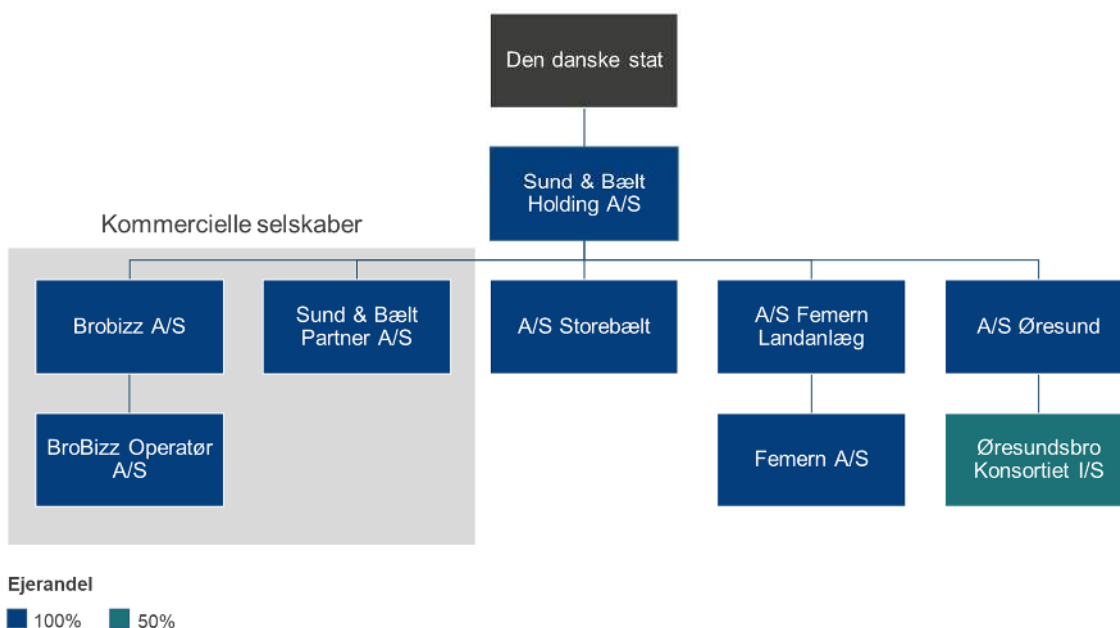 Den danske stat
Sund & Bælt
Holding A/S
Kommercielle selskaber
Brobizz A/S
Sund & Bælt
Partner A/S
A/S Storebælt
A/S Femern
Landanlæg
A/S Øresund
BroBizz Operatør
A/S
Femern A/S
Øresundsbro
Konsortiet I/S
Ejerandel
100%
50%